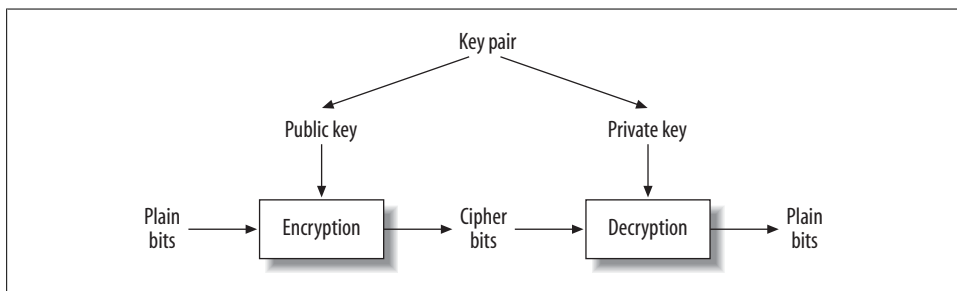 Key pair
Public key
Private key
Plain
bits
Encryption
Cipher
bits
Decryption
Plain
bits